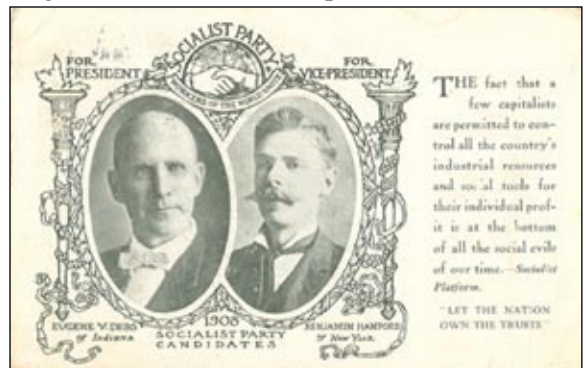 SOCIALIST PARTY
FOR PRESIDENT
FOR VICE-PRESIDENT
WORKERS OF THE WORLD UNITE
EUGENE V. DEBS
of Indiana
1908
SOCIALIST PARTY
CANDIDATES
BENJAMIN HANFORD
of New York
THE fact that a
few capitalists
are permitted to con-
trol all the country's
industrial resources
and social tools for
their individual prof-
it is at the bottom
of all the social evils
of our time.—Socialist
Platform.
"LET THE NATION
OWN THE TRUSTS"